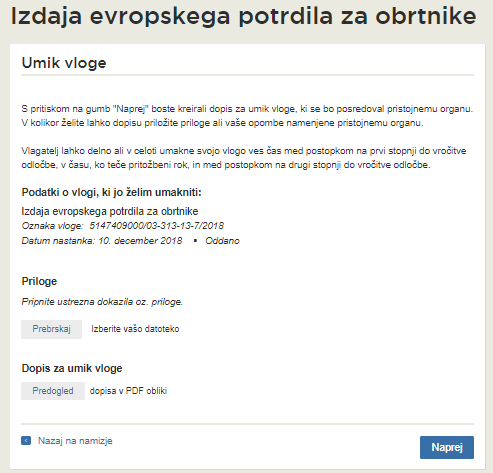 Izdaja evropskega potrdila za obrtnike
Umik vloge
S pritiskom na gumb "Naprej" boste kreirali dopis za umik vloge, ki se bo posredoval pristojnemu organu.
V kolikor želite lahko dopisu priložite priloge ali vaše opombe namenjene pristojnemu organu.
Vlagatelj lahko delno ali v celoti umakne svojo vlogo ves čas med postopkom na prvi stopnji do vročitve
odločbe, v času, ko teče pritožbeni rok, in med postopkom na drugi stopnji do vročitve odločbe.
Podatki o vlogi, ki jo želim umakniti:
Izdaja evropskega potrdila za obrtnike
Oznaka vloge: 5147409000/03-313-13-7/2018
Datum nastanka: 10. december 2018 • Oddano
Priloge
Pripnite ustrezna dokazila oz. priloge.
Prebrskaj Izberite vašo datoteko
Dopis za umik vloge
Predogled dopisa v PDF obliki
Nazaj na namizje
Naprej